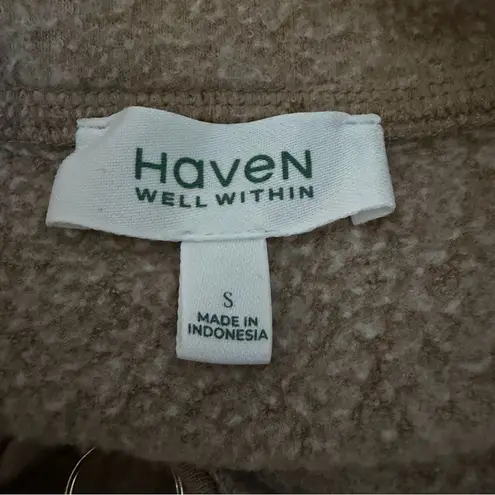 HaveN
WELL WITHIN
S
MADE IN
INDONESIA